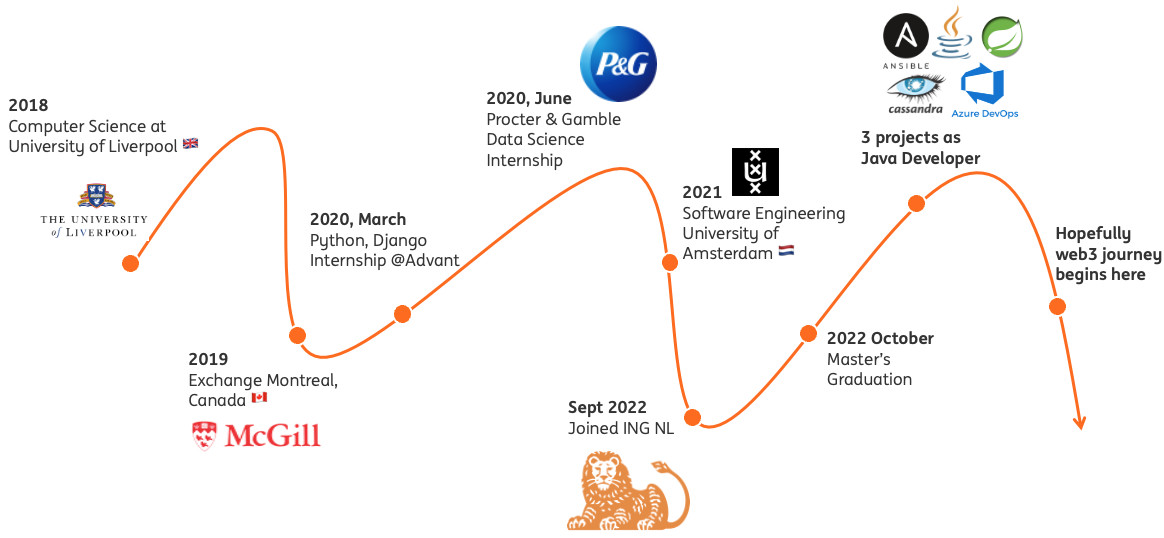 2018
Computer Science at
University of Liverpool
THE UNIVERSITY
of LIVERPOOL
2019
Exchange Montreal,
Canada
McGill
2020, March
Python, Django
Internship @Advant
P&G
2020, June
Procter & Gamble
Data Science
Internship
2021
Software Engineering
University of
Amsterdam
Sept 2022
Joined ING NL
2022 October
Master's
Graduation
A
ANSIBLE
cassandra
Azure DevOps
3 projects as
Java Developer
Hopefully
web3 journey
begins here